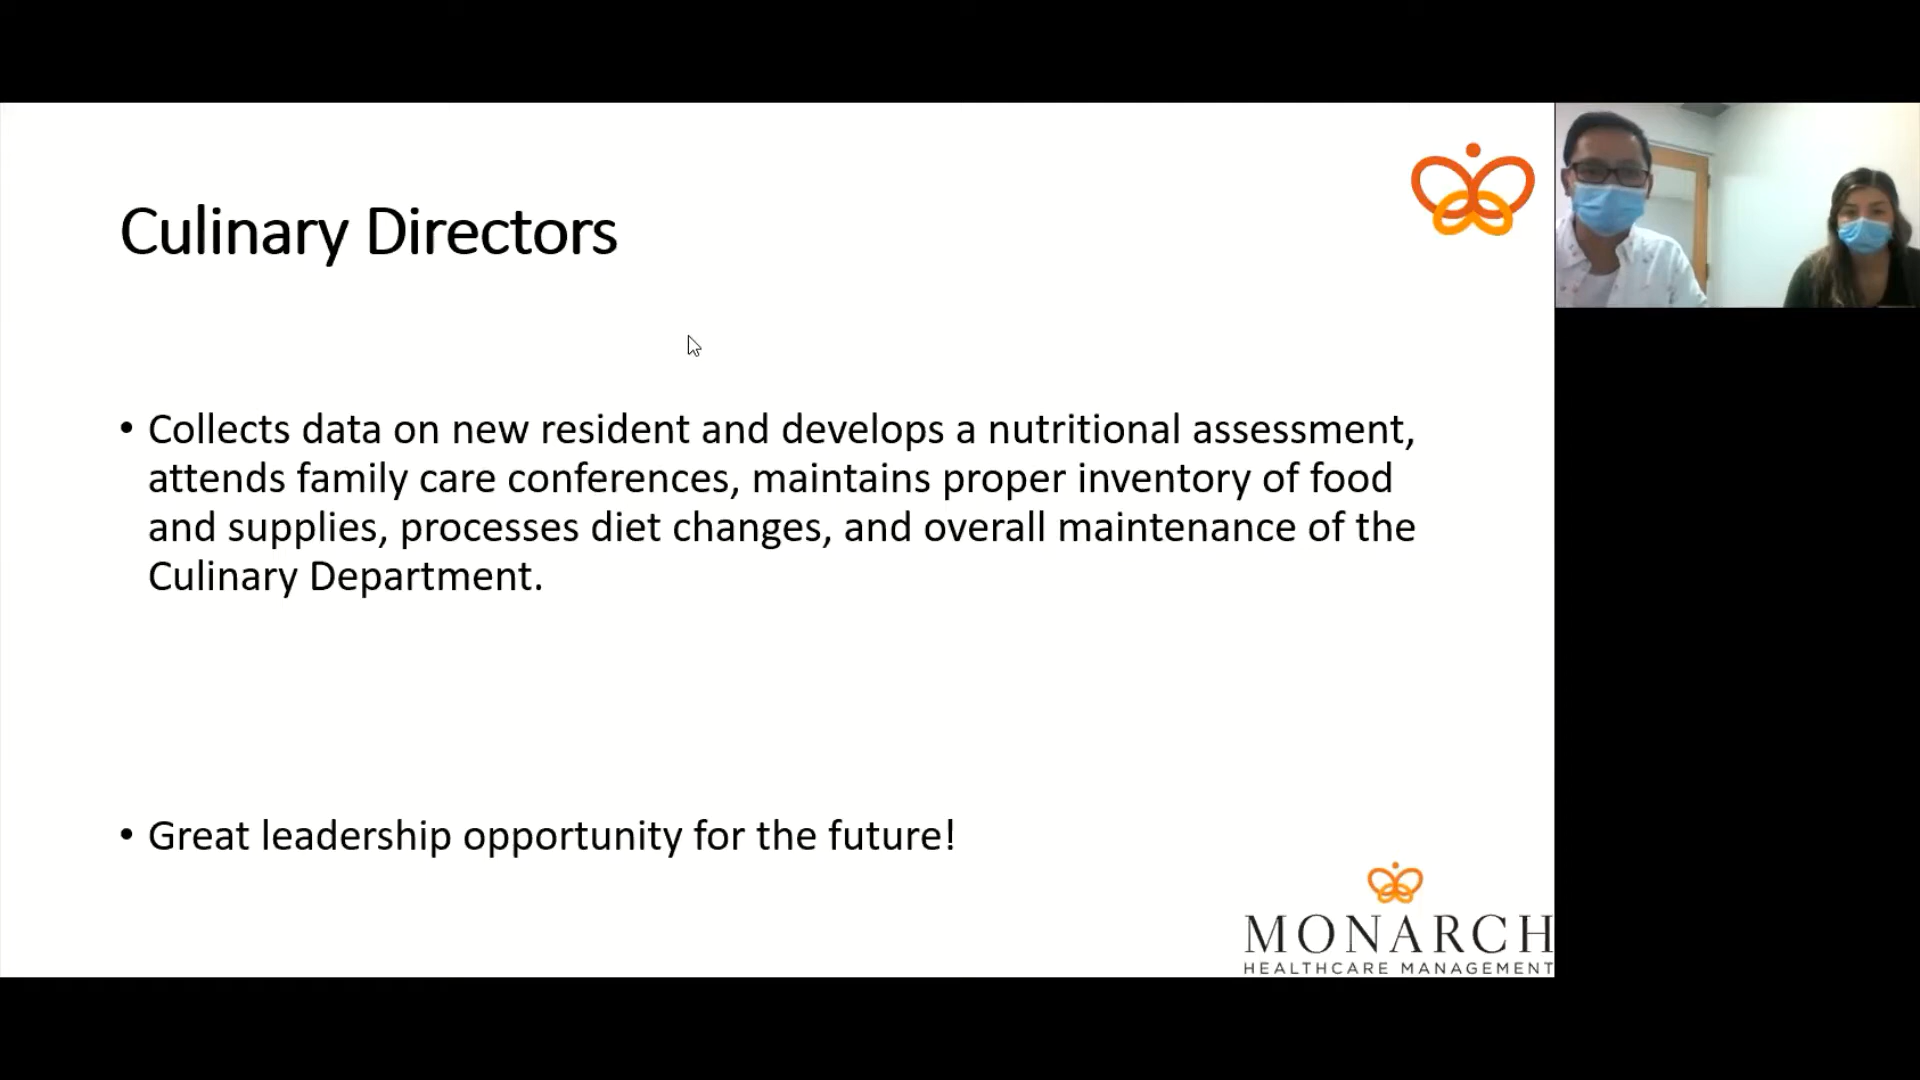 Culinary Directors
• Collects data on new resident and develops a nutritional assessment,
attends family care conferences, maintains proper inventory of food
and supplies, processes diet changes, and overall maintenance of the
Culinary Department.
• Great leadership opportunity for the future!
MONARCH
HEALTHCARE MANAGEMENT